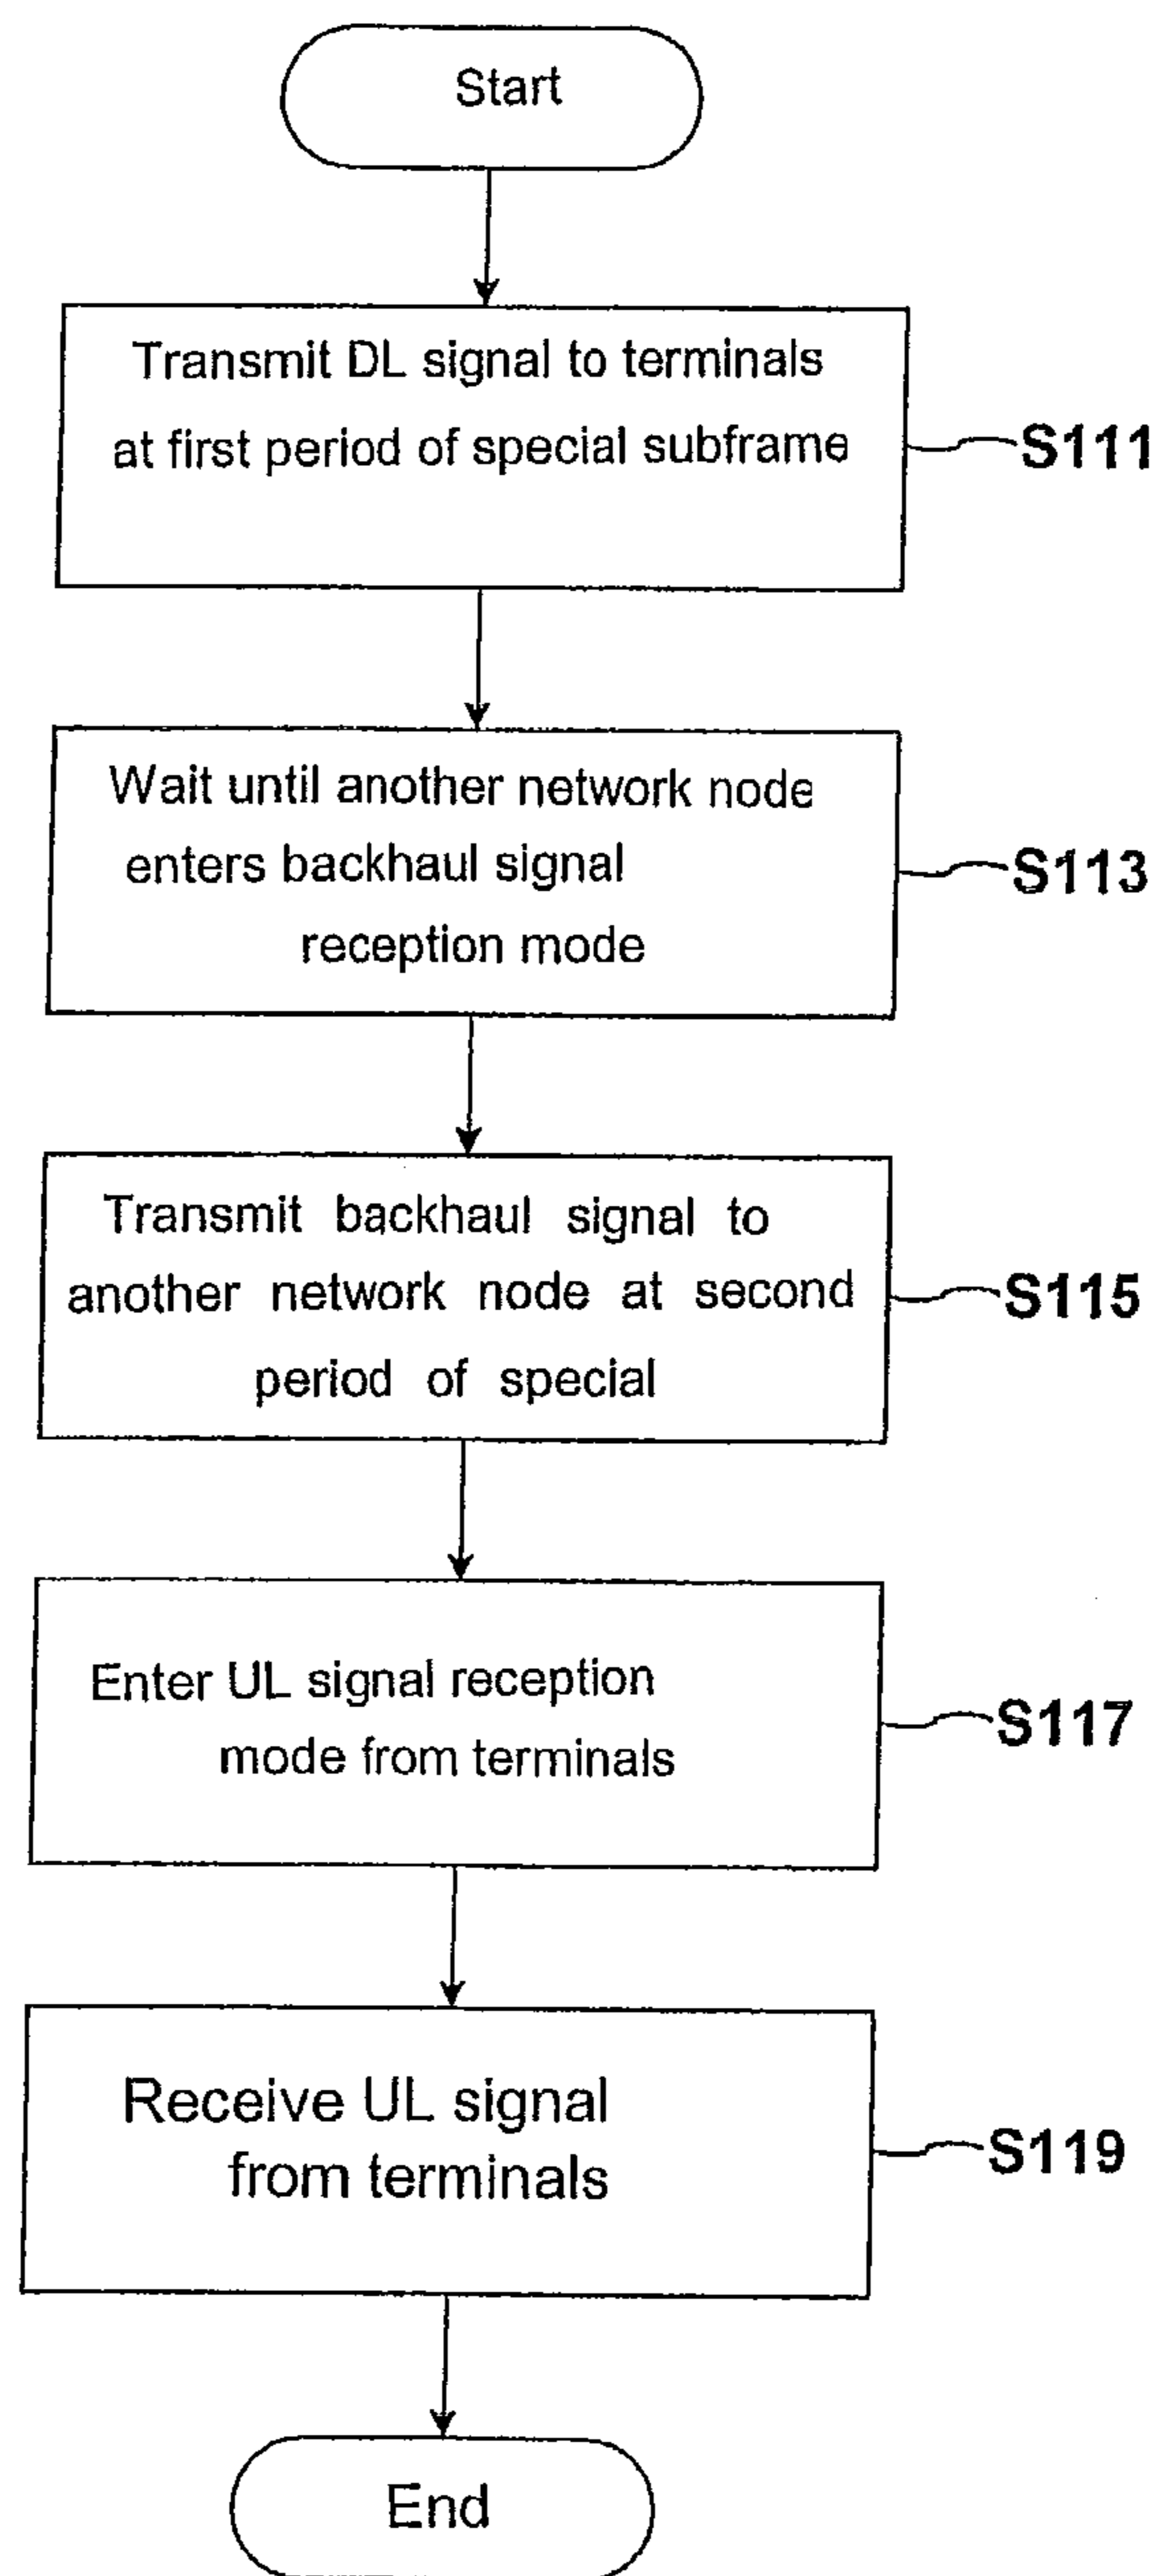 Start
Transmit DL signal to terminals
at first period of special subframe
S111
Wait until another network node
enters backhaul signal
reception mode
S113
Transmit backhaul signal to
another network node at second
period of special
S115
Enter UL signal reception
mode from terminals
S117
Receive UL signal
from terminals
S119
End